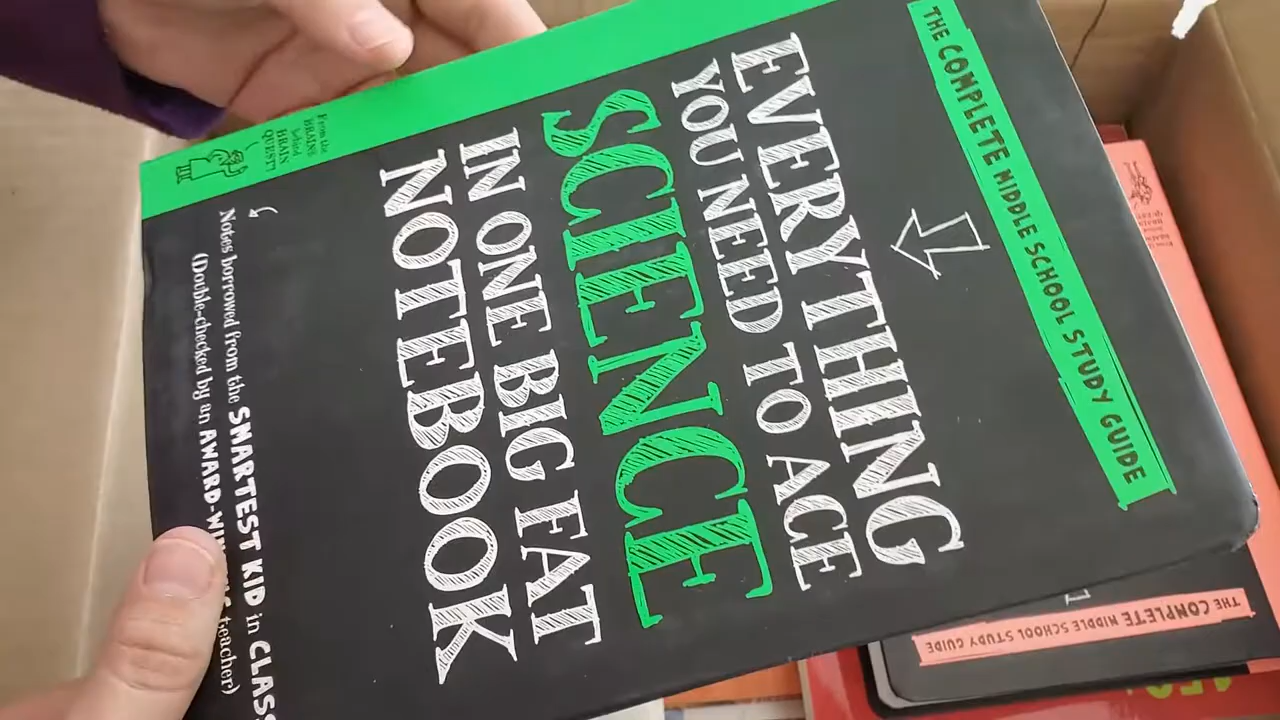 THE COMPLETE MIDDLE SCHOOL STUDY GUIDE
EVERYTHING
YOU NEED TO ACE
SCIENCE
IN ONE BIG FAT
NOTEBOOK
From the
BRAINS
behind
BRAIN
QUEST
Notes borrowed from the SMARTEST KID in CLASS
(Double-checked by an AWARD-WINNING teacher)
THE COMPLETE MIDDLE SCHOOL STUDY GUIDE